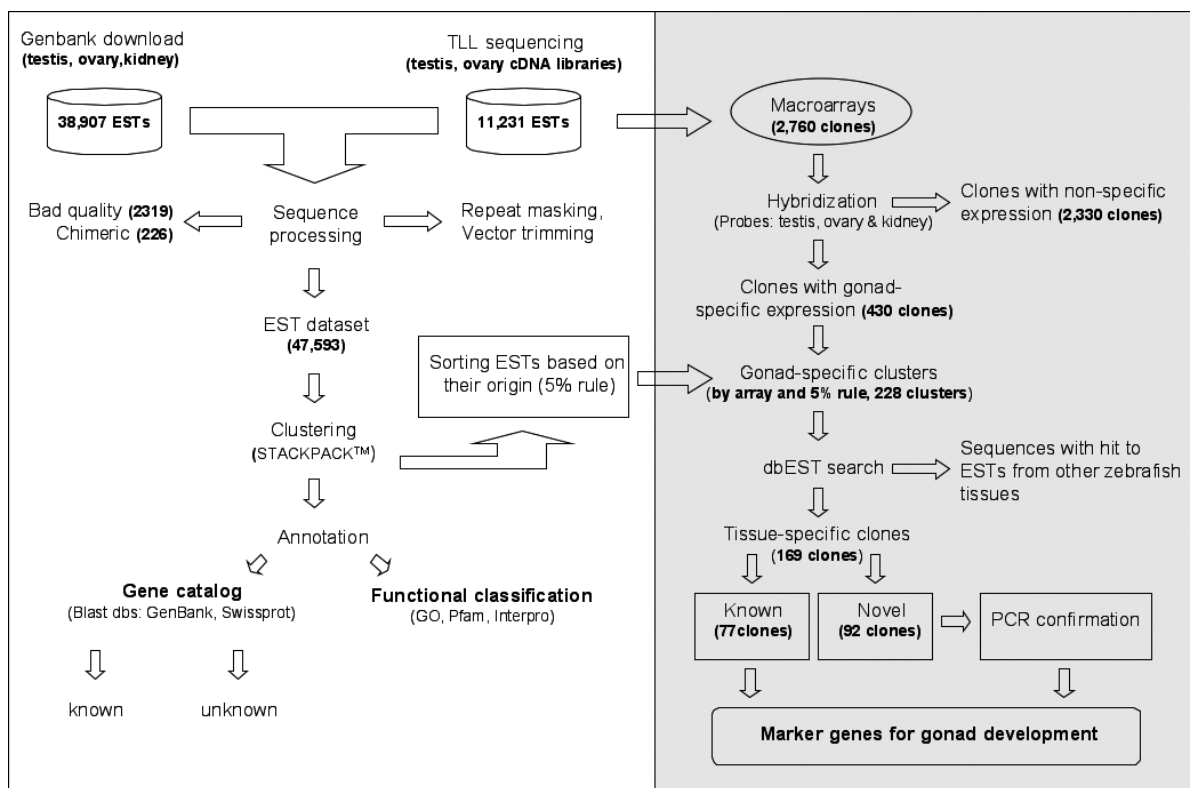 Genbank download
(testis, ovary,kidney)
38,907 ESTs
TLL sequencing
(testis, ovary cDNA libraries)
11,231 ESTs
Bad quality (2319)
Chimeric (226)
Sequence
processing
Repeat masking,
Vector trimming
EST dataset
(47,593)
Clustering
(STACKPACK™)
Sorting ESTs based on
their origin (5% rule)
Annotation
Gene catalog
(Blast dbs: GenBank, Swissprot)
Functional classification
(GO, Pfam, Interpro)
known
unknown
Macroarrays
(2,760 clones)
Hybridization
(Probes: testis, ovary & kidney)
Clones with non-specific
expression (2,330 clones)
Clones with gonad-
specific expression (430 clones)
Gonad-specific clusters
(by array and 5% rule, 228 clusters)
dbEST search
Sequences with hit to
ESTs from other zebrafish
tissues
Tissue-specific clones
(169 clones)
Known
(77clones)
Novel
(92 clones)
PCR confirmation
Marker genes for gonad development